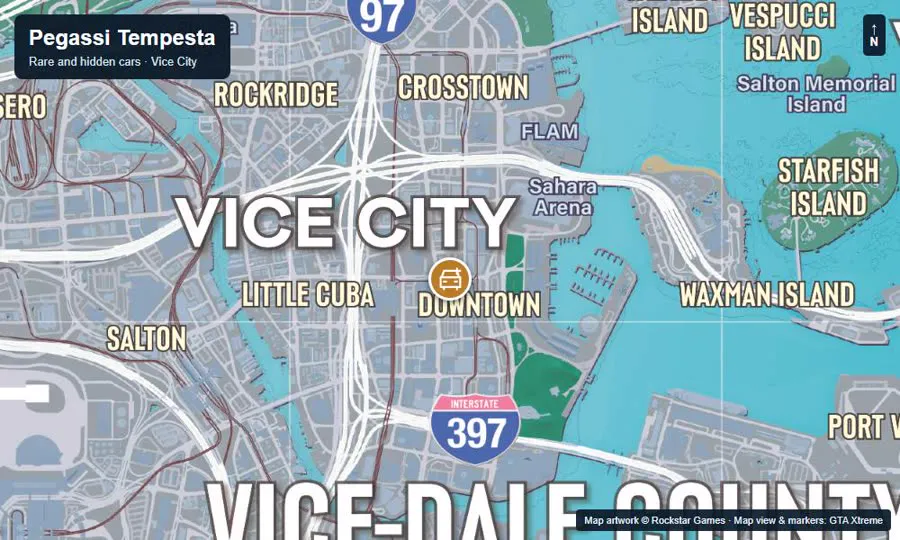 Pegassi Tempesta
Rare and hidden cars · Vice City
97
ISLAND
VESPUCCI
ISLAND
↑
N
ROCKRIDGE
CROSSTOWN
Salton Memorial
Island
FLAM
STARFISH
ISLAND
Sahara
Arena
VICE CITY
LITTLE CUBA
DOWNTOWN
WAXMAN ISLAND
SALTON
INTERSTATE
397
PORT
VICE-DALE COUNTY
Map artwork © Rockstar Games · Map view & markers: GTA Xtreme